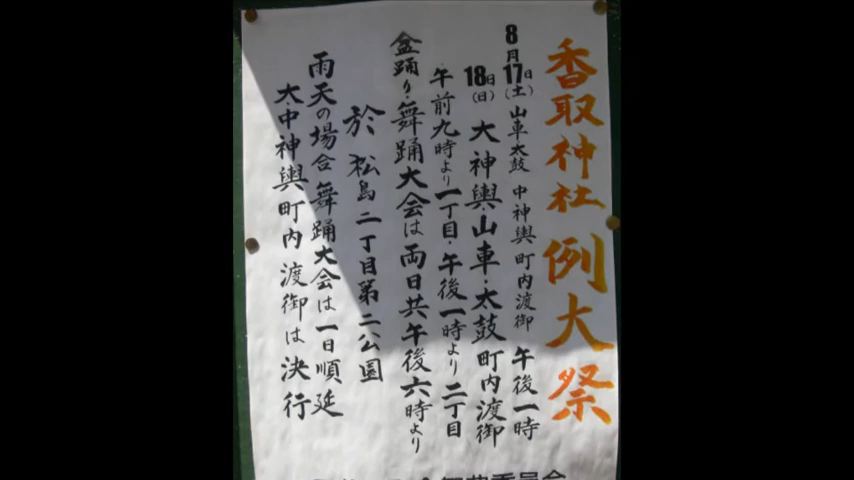 香取神社例大祭
8月17日(土)山車太鼓 中神輿 町内渡御 午後一時
18日(日)大神輿・山車・太鼓 町内渡御
午前九時より一丁目・午後一時より二丁目
盆踊り・舞踊大会は両日共午後六時より
於 松島二丁目第二公園
雨天の場合 舞踊大会は一日順延
大・中神輿町内渡御は決行